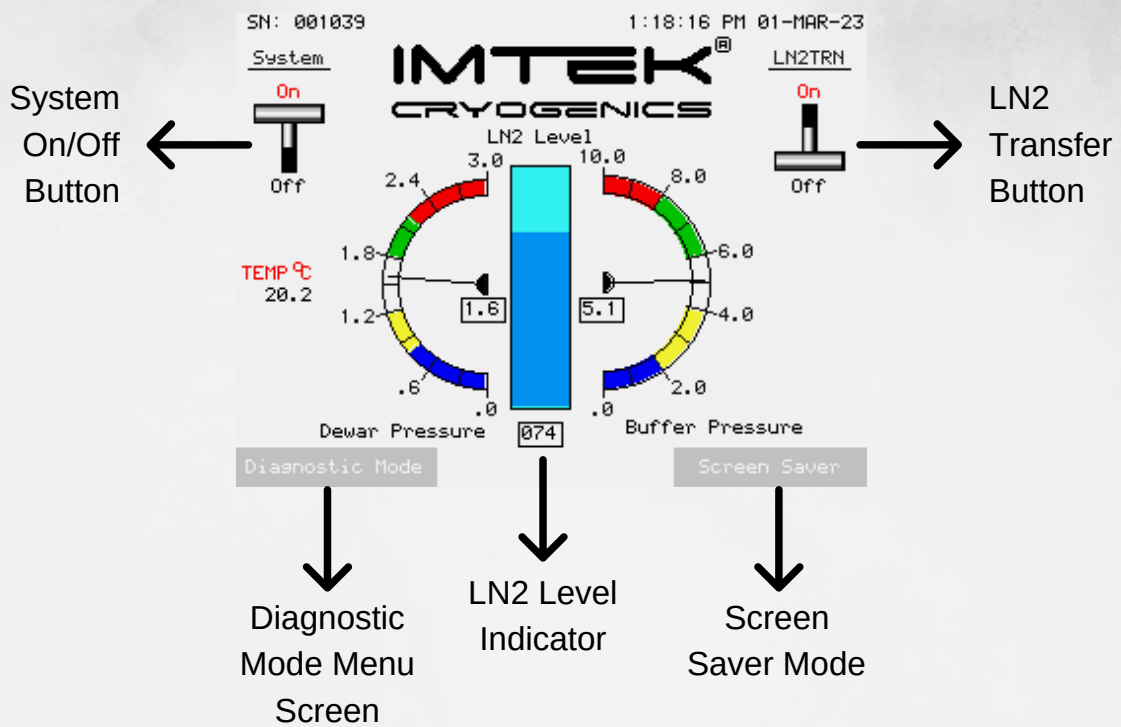 SN: 001039
1:18:16 PM 01-MAR-23
System
On
Off
IMTEK®
CRYOGENICS
LN2TRN
On
Off
System
On/Off
Button
LN2
Transfer
Button
LN2 Level
3.0
2.4
1.8
1.2
.6
.0
10.0
8.0
6.0
4.0
2.0
.0
TEMP ºC
20.2
1.6
5.1
Dewar Pressure
074
Buffer Pressure
Diagnostic Mode
Screen Saver
Diagnostic
Mode Menu
Screen
LN2 Level
Indicator
Screen
Saver Mode